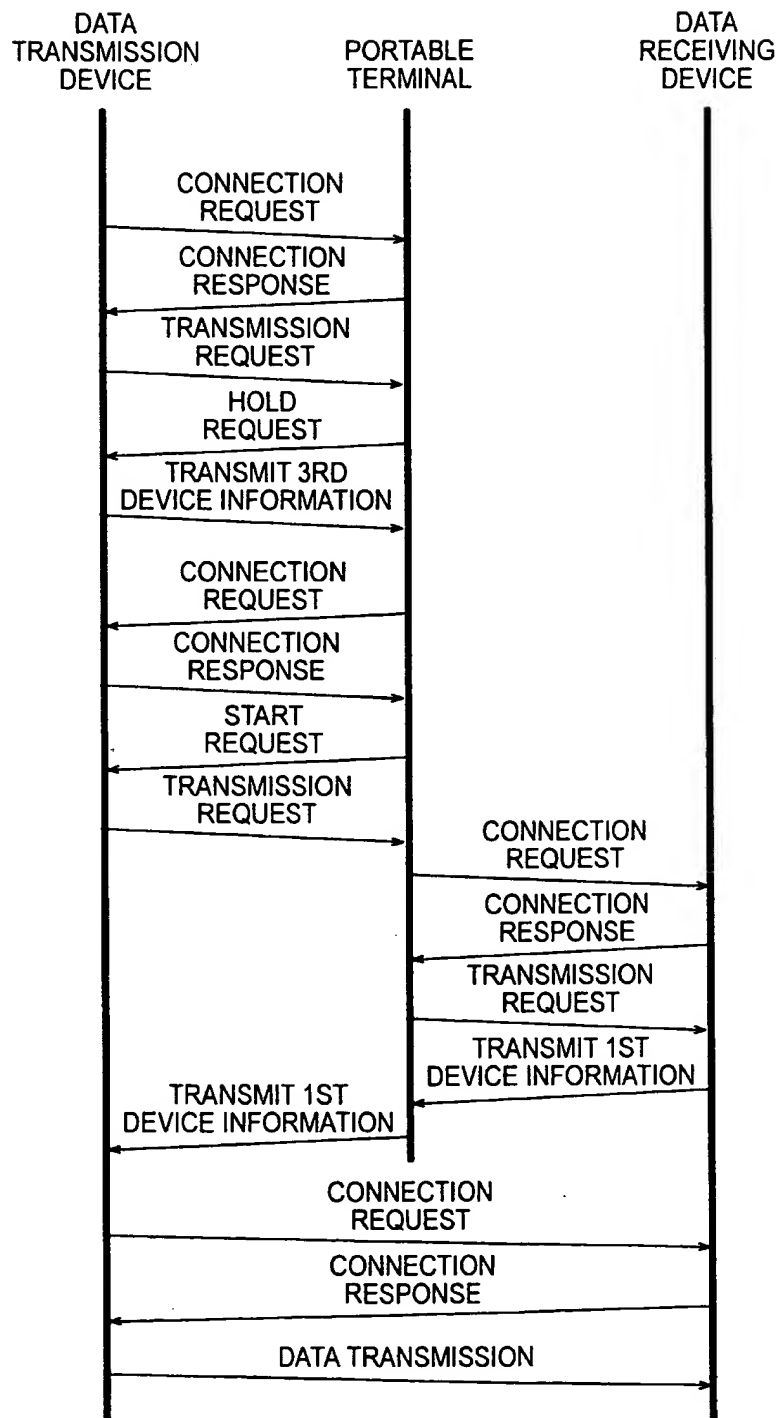 DATA
TRANSMISSION
DEVICE
PORTABLE
TERMINAL
DATA
RECEIVING
DEVICE
CONNECTION
REQUEST
CONNECTION
RESPONSE
TRANSMISSION
REQUEST
HOLD
REQUEST
TRANSMIT 3RD
DEVICE INFORMATION
CONNECTION
REQUEST
CONNECTION
RESPONSE
START
REQUEST
TRANSMISSION
REQUEST
CONNECTION
REQUEST
CONNECTION
RESPONSE
TRANSMISSION
REQUEST
TRANSMIT 1ST
DEVICE INFORMATION
TRANSMIT 1ST
DEVICE INFORMATION
CONNECTION
REQUEST
CONNECTION
RESPONSE
DATA TRANSMISSION